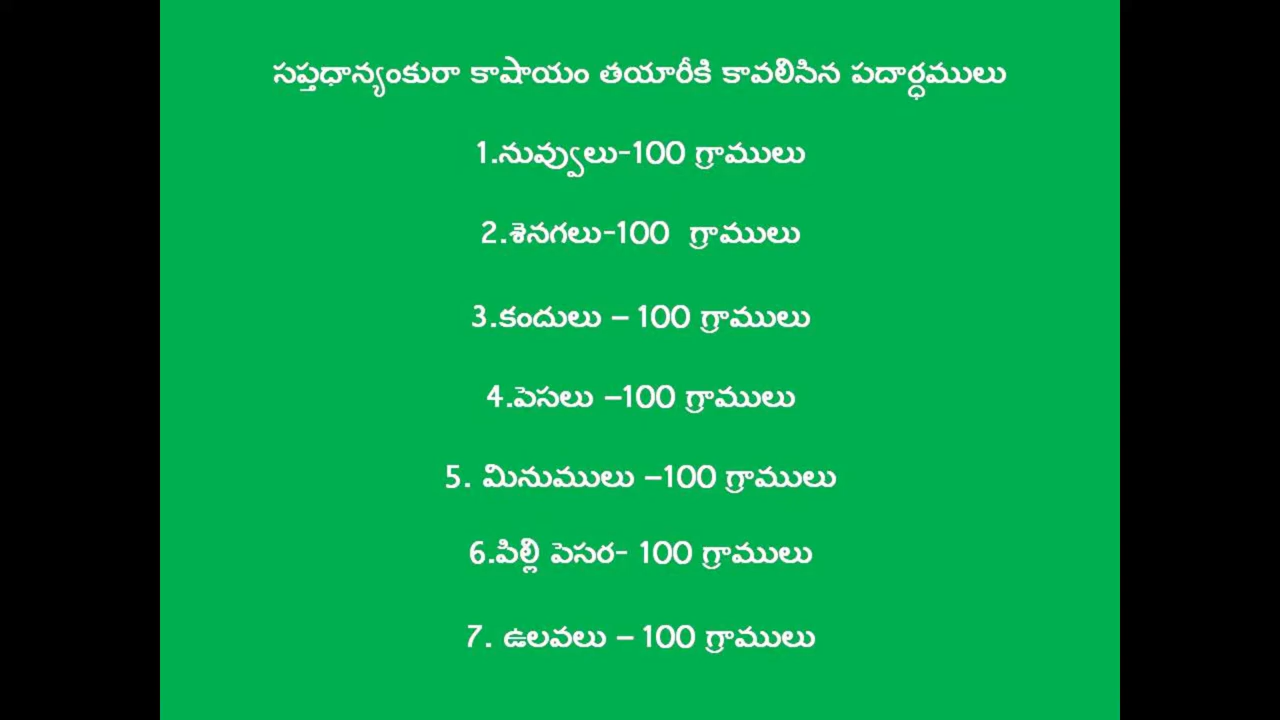 సప్తధాన్యంకురా కాషాయం తయారీకి కావలిసిన పదార్ధములు
1.నువ్వులు-100 గ్రాములు
2.శెనగలు-100 గ్రాములు
3.కందులు – 100 గ్రాములు
4.పెసలు –100 గ్రాములు
5. మినుములు –100 గ్రాములు
6.పిల్లి పెసర- 100 గ్రాములు
7. ఉలవలు – 100 గ్రాములు